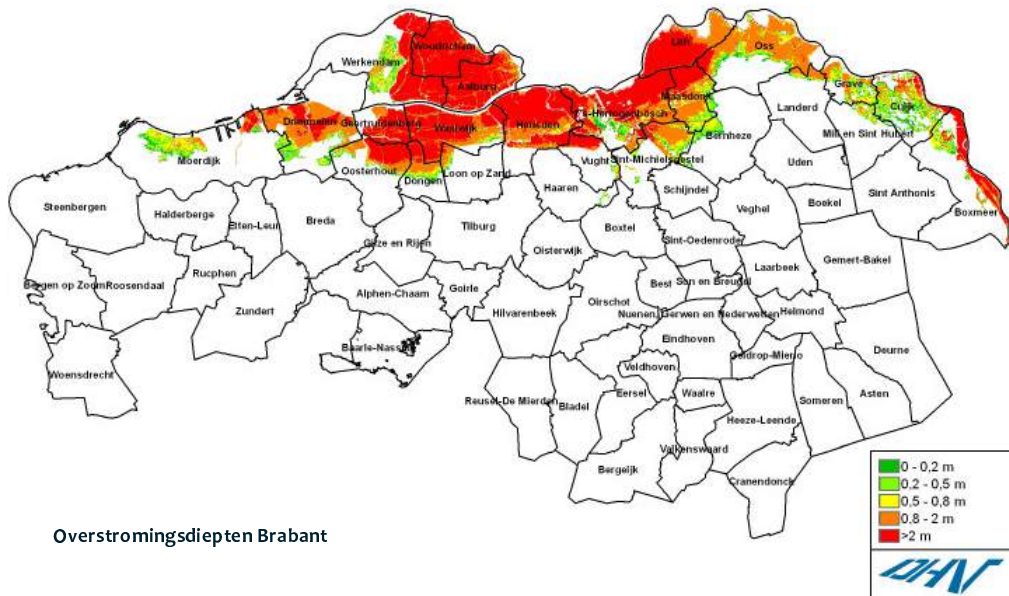 Woudrichem
Werkendam
Aalburg
Lith
Oss
Maasdonk
Grave
Cuijk
Landerd
Drimmelen
Geertruidenberg
Waalwijk
Heusden
's-Hertogenbosch
Bernheze
Mill en Sint Hubert
Moerdijk
Oosterhout
Dongen
Loon op Zand
Vught
Sint-Michielsgestel
Uden
Haaren
Schijndel
Sint Anthonis
Boekel
Boxmeer
Steenbergen
Halderberge
Etten-Leur
Breda
Gilze en Rijen
Tilburg
Boxtel
Veghel
Oisterwijk
Sint-Oedenrode
Gemert-Bakel
Laarbeek
Bergen op Zoom
Roosendaal
Rucphen
Zundert
Alphen-Chaam
Goirle
Hilvarenbeek
Oirschot
Best
Son en Breugel
Nuenen, Gerwen en Nederwetten
Helmond
Eindhoven
Baarle-Nassau
Deurne
Geldrop-Mierlo
Veldhoven
Woensdrecht
Reusel-De Mierden
Bladel
Eersel
Waalre
Heeze-Leende
Someren
Asten
Valkenswaard
Bergeijk
Cranendonck
0 - 0,2 m
0,2 - 0,5 m
0,5 - 0,8 m
0,8 - 2 m
>2 m
Overstromingsdiepten Brabant
DHV